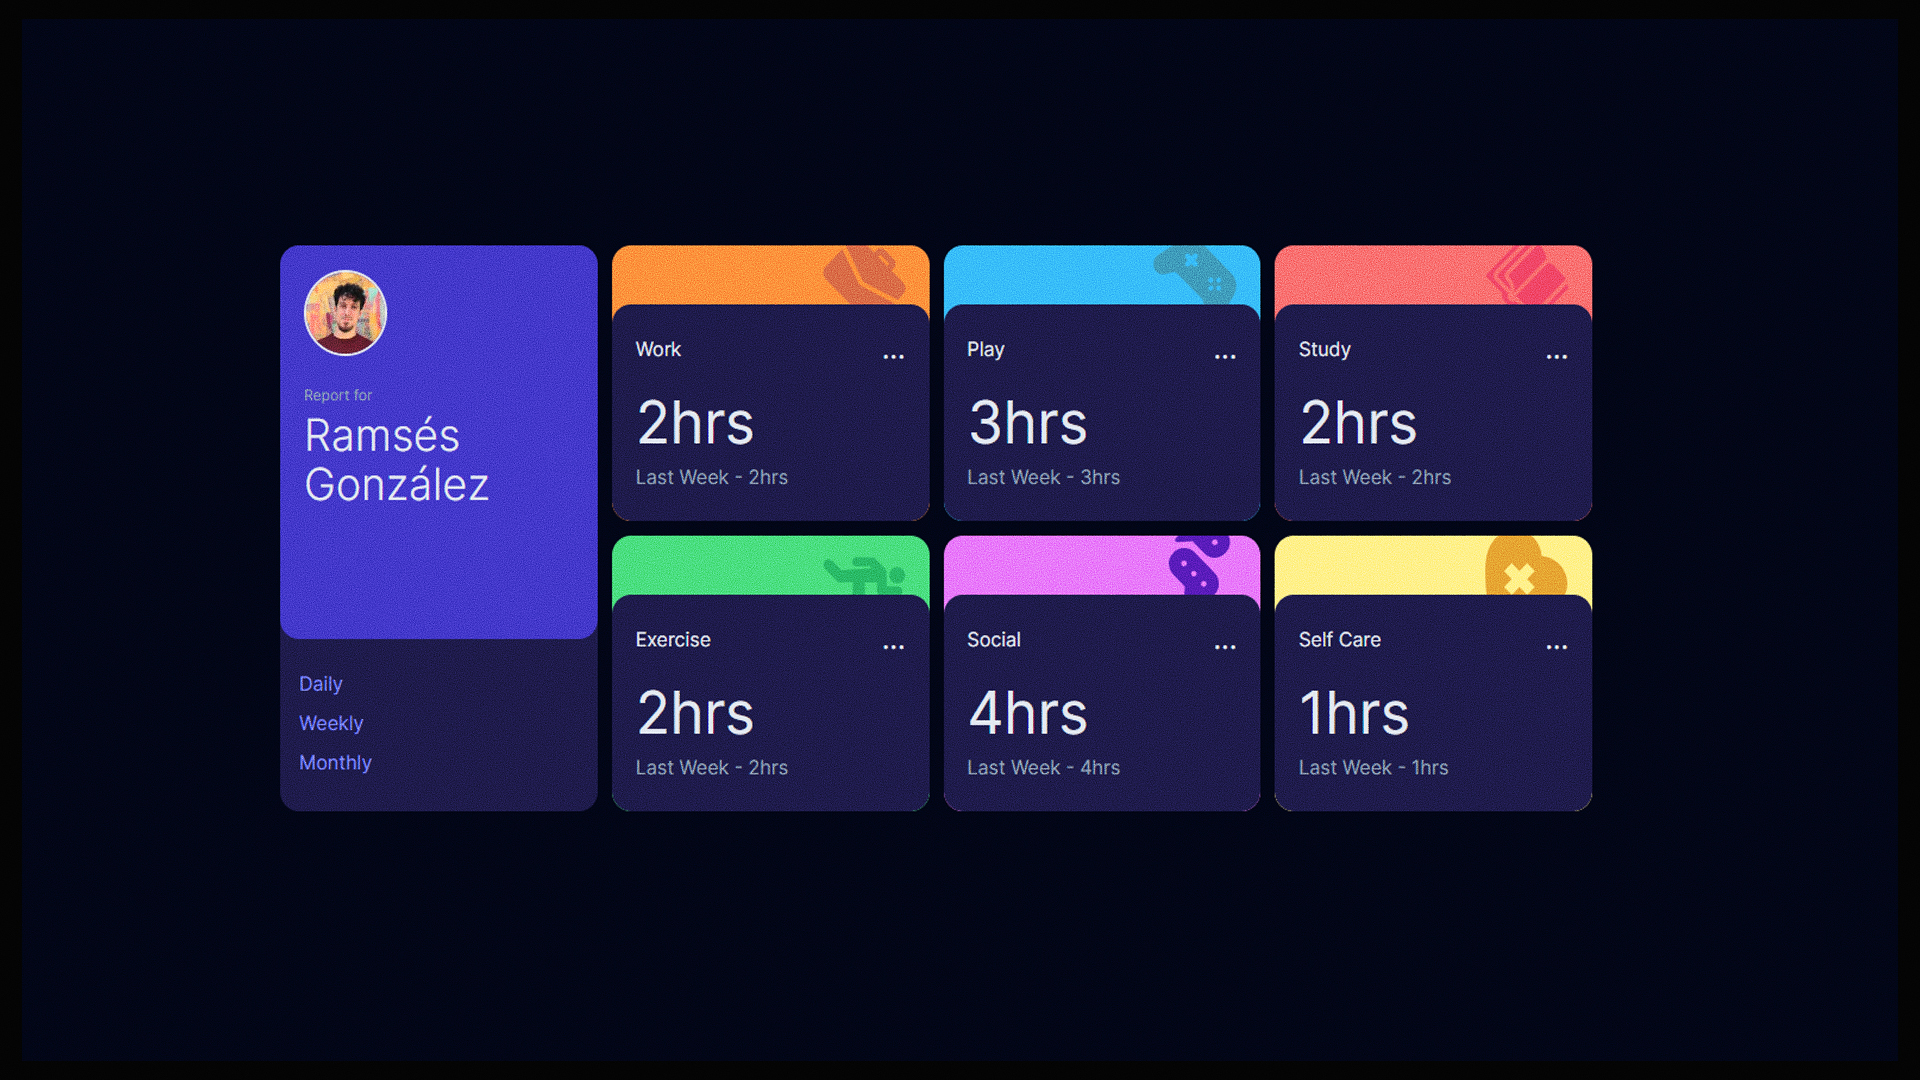 Report for
Ramsés
González
Daily
Weekly
Monthly
Work
2hrs
Last Week - 2hrs
Play
3hrs
Last Week - 3hrs
Study
2hrs
Last Week - 2hrs
Exercise
2hrs
Last Week - 2hrs
Social
4hrs
Last Week - 4hrs
Self Care
1hrs
Last Week - 1hrs